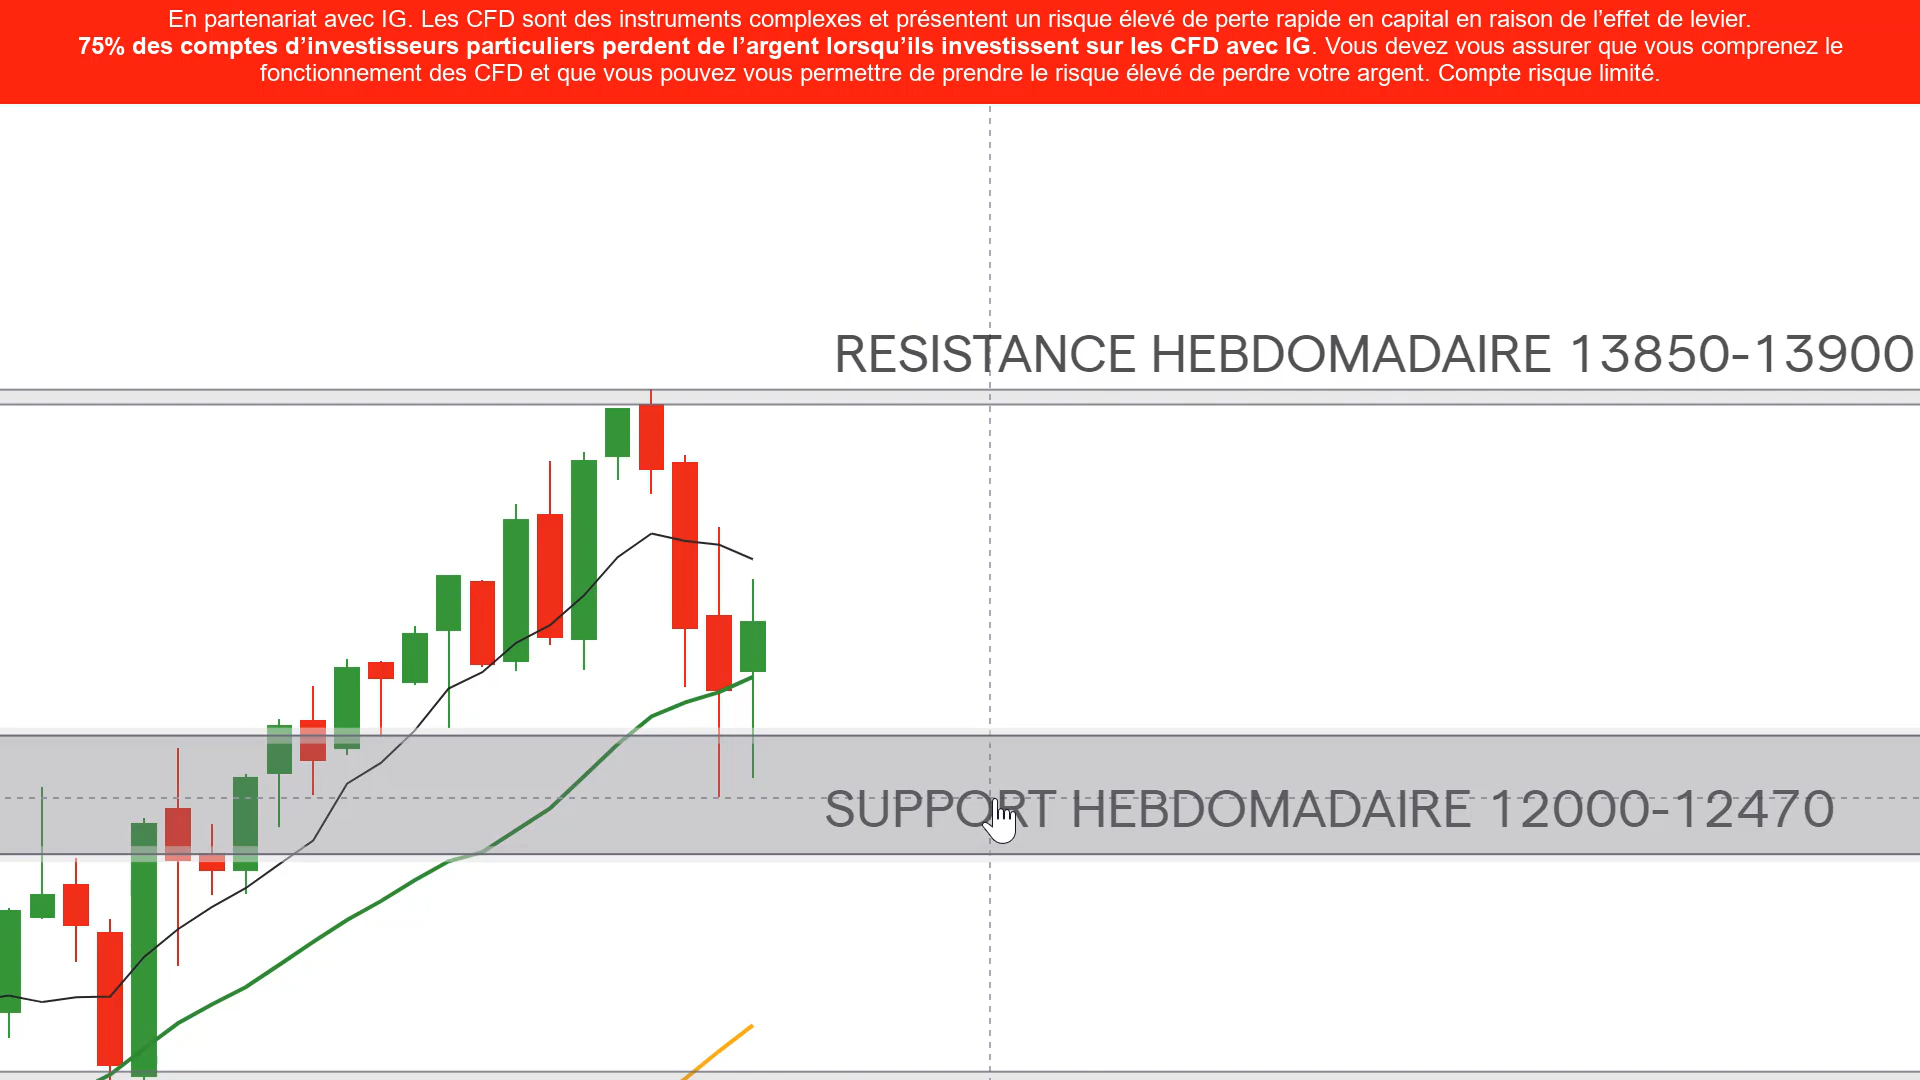 En partenariat avec IG. Les CFD sont des instruments complexes et présentent un risque élevé de perte rapide en capital en raison de l’effet de levier.
75% des comptes d’investisseurs particuliers perdent de l’argent lorsqu’ils investissent sur les CFD avec IG. Vous devez vous assurer que vous comprenez le
fonctionnement des CFD et que vous pouvez vous permettre de prendre le risque élevé de perdre votre argent. Compte risque limité.
RESISTANCE HEBDOMADAIRE 13850-13900
SUPPORT HEBDOMADAIRE 12000-12470